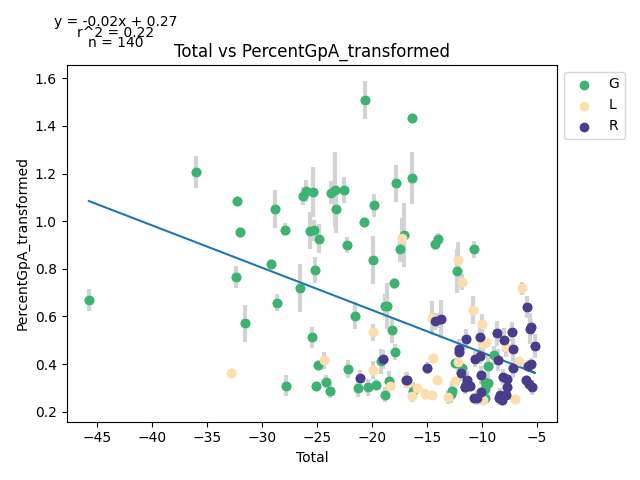 y = -0.02x + 0.27
r^2 = 0.22
n = 140
Total vs PercentGpA_transformed
G
L
R
PercentGpA_transformed
1.6
1.4
1.2
1.0
0.8
0.6
0.4
0.2
−45
−40
−35
−30
−25
−20
−15
−10
−5
Total